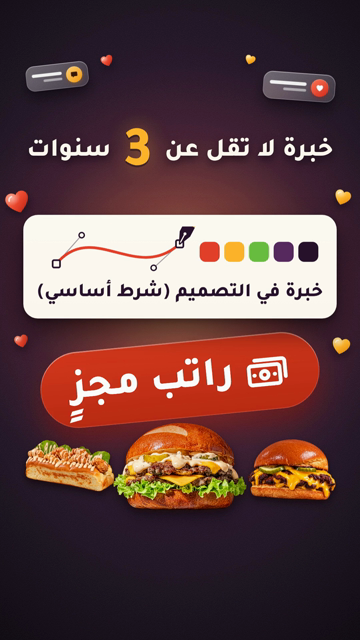 خبرة لا تقل عن 3 سنوات
خبرة في التصميم (شرط أساسي)
راتب مجزٍ